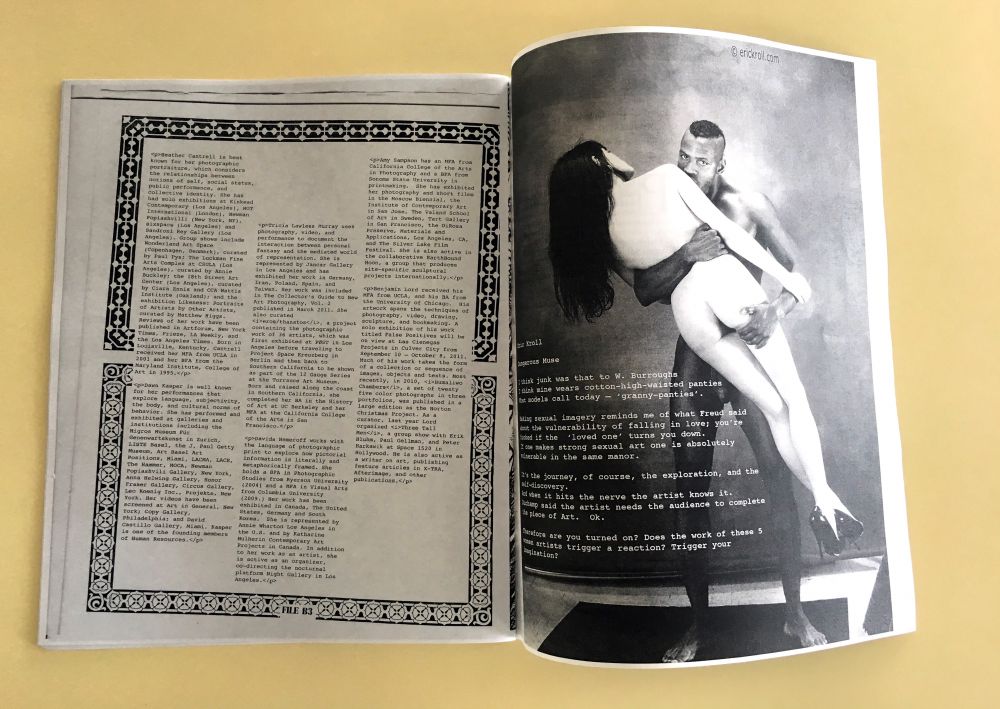 <p>Heather Cantrell is best
known for her photographic
portraiture, which considers
the relationships between
notions of self, social status,
public performance, and
collective identity. She has
had solo exhibitions at Kinkead
Contemporary (Los Angeles), HOT
International (London), Newman
Popiashvili (New York, NY),
sixspace (Los Angeles) and
Sandroni Rey Gallery (Los
Angeles). Group shows include
Wonderland Art Space
(Copenhagen, Denmark), curated
by Paul Pys; The Luckman Fine
Arts Complex at CSULA (Los
Angeles), curated by Annie
Buckley; the 18th Street Art
Center (Los Angeles), curated
by Ciara Ennis and CCA Wattis
Institute (Oakland); and the
exhibition Likeness: Portraits
of Artists by Other Artists,
curated by Matthew Higgs.
Reviews of her work have been
published in Artforum, New York
Times, Frieze, LA Weekly, and
the Los Angeles Times. Born in
Louisville, Kentucky, Cantrell
received her MFA from UCLA in
2001 and her BFA from the
Maryland Institute, College of
Art in 1995.</p>
<p>Dawn Kasper is well known
for her performances that
explore language, subjectivity,
the body, and cultural norms of
behavior. She has performed and
exhibited at galleries and
institutions including the
Migros Museum Für
Gegenwartskunst in Zurich,
LISTE Basel, the J. Paul Getty
Museum, Art Basel Art
Positions, Miami, LACMA, LACE,
The Hammer, MOCA, Newman
Popiashvili Gallery, New York,
Anna Helwing Gallery, Honor
Fraser Gallery, Circus Gallery,
Leo Koenig Inc., Projekte, New
York. Her videos have been
screened at Art in General, New
York; Copy Gallery,
Philadelphia; and David
Castillo Gallery, Miami. Kasper
is one of the founding members
of Human Resources.</p>
<p>Tricia Lawless Murray uses
photography, video, and
performance to document the
interaction between personal
fantasy and the mediated world
of representation. She is
represented by Jancar Gallery
in Los Angeles and has
exhibited her work in Germany,
Iran, Poland, Spain, and
Taiwan. Her work was included
in The Collector's Guide to New
Art Photography, Vol. 2
published in March 2011. She
also curated
<i>eros/thanatos</i>, a project
containing the photographic
work of 36 artists, which was
first exhibited at in Los
Angeles before traveling to
Project Space Kreuzberg in
Berlin and then back to
Southern California to be shown
as part of the 12 Gauge Series
at the Torrance Art Museum.
Born and raised along the coast
in Southern California, she
completed her BA in the History
of Art at UC Berkeley and her
MFA at the California College
of the Arts in San
Francisco.</p>
<p>Davida Nemeroff works with
the language of photographic
print to explore how pictorial
information is literally and
metaphorically framed. She
holds a BFA in Photographic
Studies from Ryerson University
(2004) and a MFA in Visual Arts
from Columbia University
(2009.) Her work has been
exhibited in Canada, The United
States, Germany and South
Korea. She is represented by
Annie Wharton Los Angeles in
the U.S. and by Katharine
Mulherin Contemporary Art
Projects in Canada. In addition
to her work as an artist, she
is active as an organizer,
co-directing the nocturnal
platform Night Gallery in Los
Angeles.</p>
<p>Amy Sampson has an MFA from
California College of the Arts
in Photography and a BFA from
Sonoma State University in
printmaking. She has exhibited
her photography and short films
in the Moscow Biennial, the
Institute of Contemporary Art
in San Jose, The Valand School
of Art in Sweden, Tart Gallery
in San Francisco, the DiRosa
Preserve, Materials and
Applications, Los Angeles, CA,
and The Silver Lake Film
Festival. She is also active in
the collaborative Earthbound
Moon, a group that produces
site-specific sculptural
projects internationally.</p>
<p>Benjamin Lord received his
MFA from UCLA, and his BA from
the University of Chicago. His
artwork spans the techniques of
photography, video, drawing,
sculpture, and bookmaking. A
solo exhibition of his work
titled False Positives will be
on view at Las Cienegas
Projects in Culver City from
September 10 – October 8, 2011.
Much of his work takes the form
of a collection or sequence of
images, objects and texts. Most
recently, in 2010,
a set of twenty
five color photographs in three
portfolios, was published in a
large edition as the Norton
Christmas Project. As a
curator, last year Lord
organized <i>Three Tall
Men</i>, a group show with Erik
Bluhm, Paul Gellman, and Peter
Harkawik at Space 1520 in
Hollywood. He is also active as
a writer on art, publishing
feature articles in X-TRA,
Afterimage, and other
publications.</p>
FILE 83
© erickroll.com
Eric Kroll
Dangerous Muse
I think junk was that to W. Burroughs
I think mine wears cotton-high-waisted panties
that models call today – 'granny-panties'.
Making sexual imagery reminds me of what Freud said
about the vulnerability of falling in love; you're
fucked if the 'loved one' turns you down.
If one makes strong sexual art one is absolutely
vulnerable in the same manor.
It's the journey, of course, the exploration, and the
self-discovery.
And when it hits the nerve the artist knows it.
Duchamp said the artist needs the audience to complete
the piece of Art. Ok.
Therefore are you turned on? Does the work of these 5
women artists trigger a reaction? Trigger your
imagination?